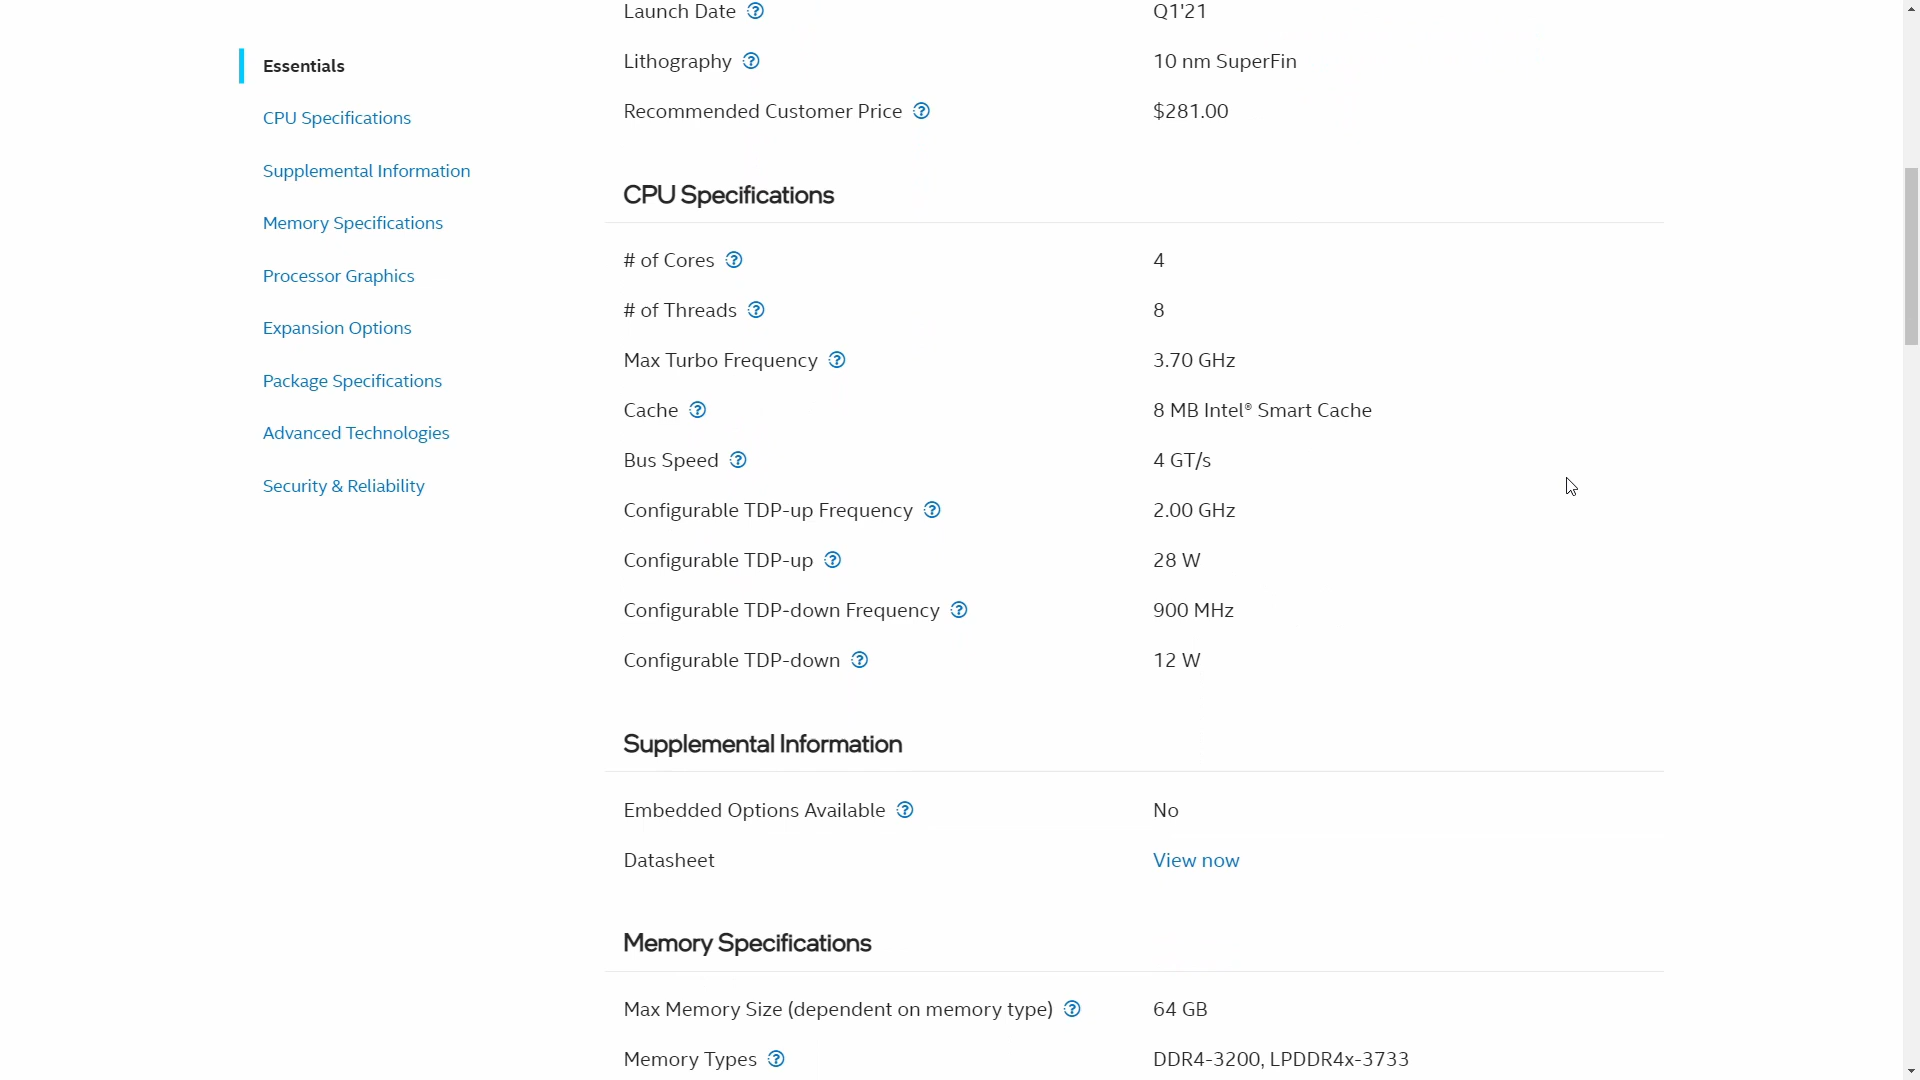 Essentials
CPU Specifications
Supplemental Information
Memory Specifications
Processor Graphics
Expansion Options
Package Specifications
Advanced Technologies
Security & Reliability
Launch Date ? Q1'21
Lithography ? 10 nm SuperFin
Recommended Customer Price ? $281.00
CPU Specifications
# of Cores ? 4
# of Threads ? 8
Max Turbo Frequency ? 3.70 GHz
Cache ? 8 MB Intel® Smart Cache
Bus Speed ? 4 GT/s
Configurable TDP-up Frequency ? 2.00 GHz
Configurable TDP-up ? 28 W
Configurable TDP-down Frequency ? 900 MHz
Configurable TDP-down ? 12 W
Supplemental Information
Embedded Options Available ? No
Datasheet View now
Memory Specifications
Max Memory Size (dependent on memory type) ? 64 GB
Memory Types ? DDR4-3200, LPDDR4x-3733